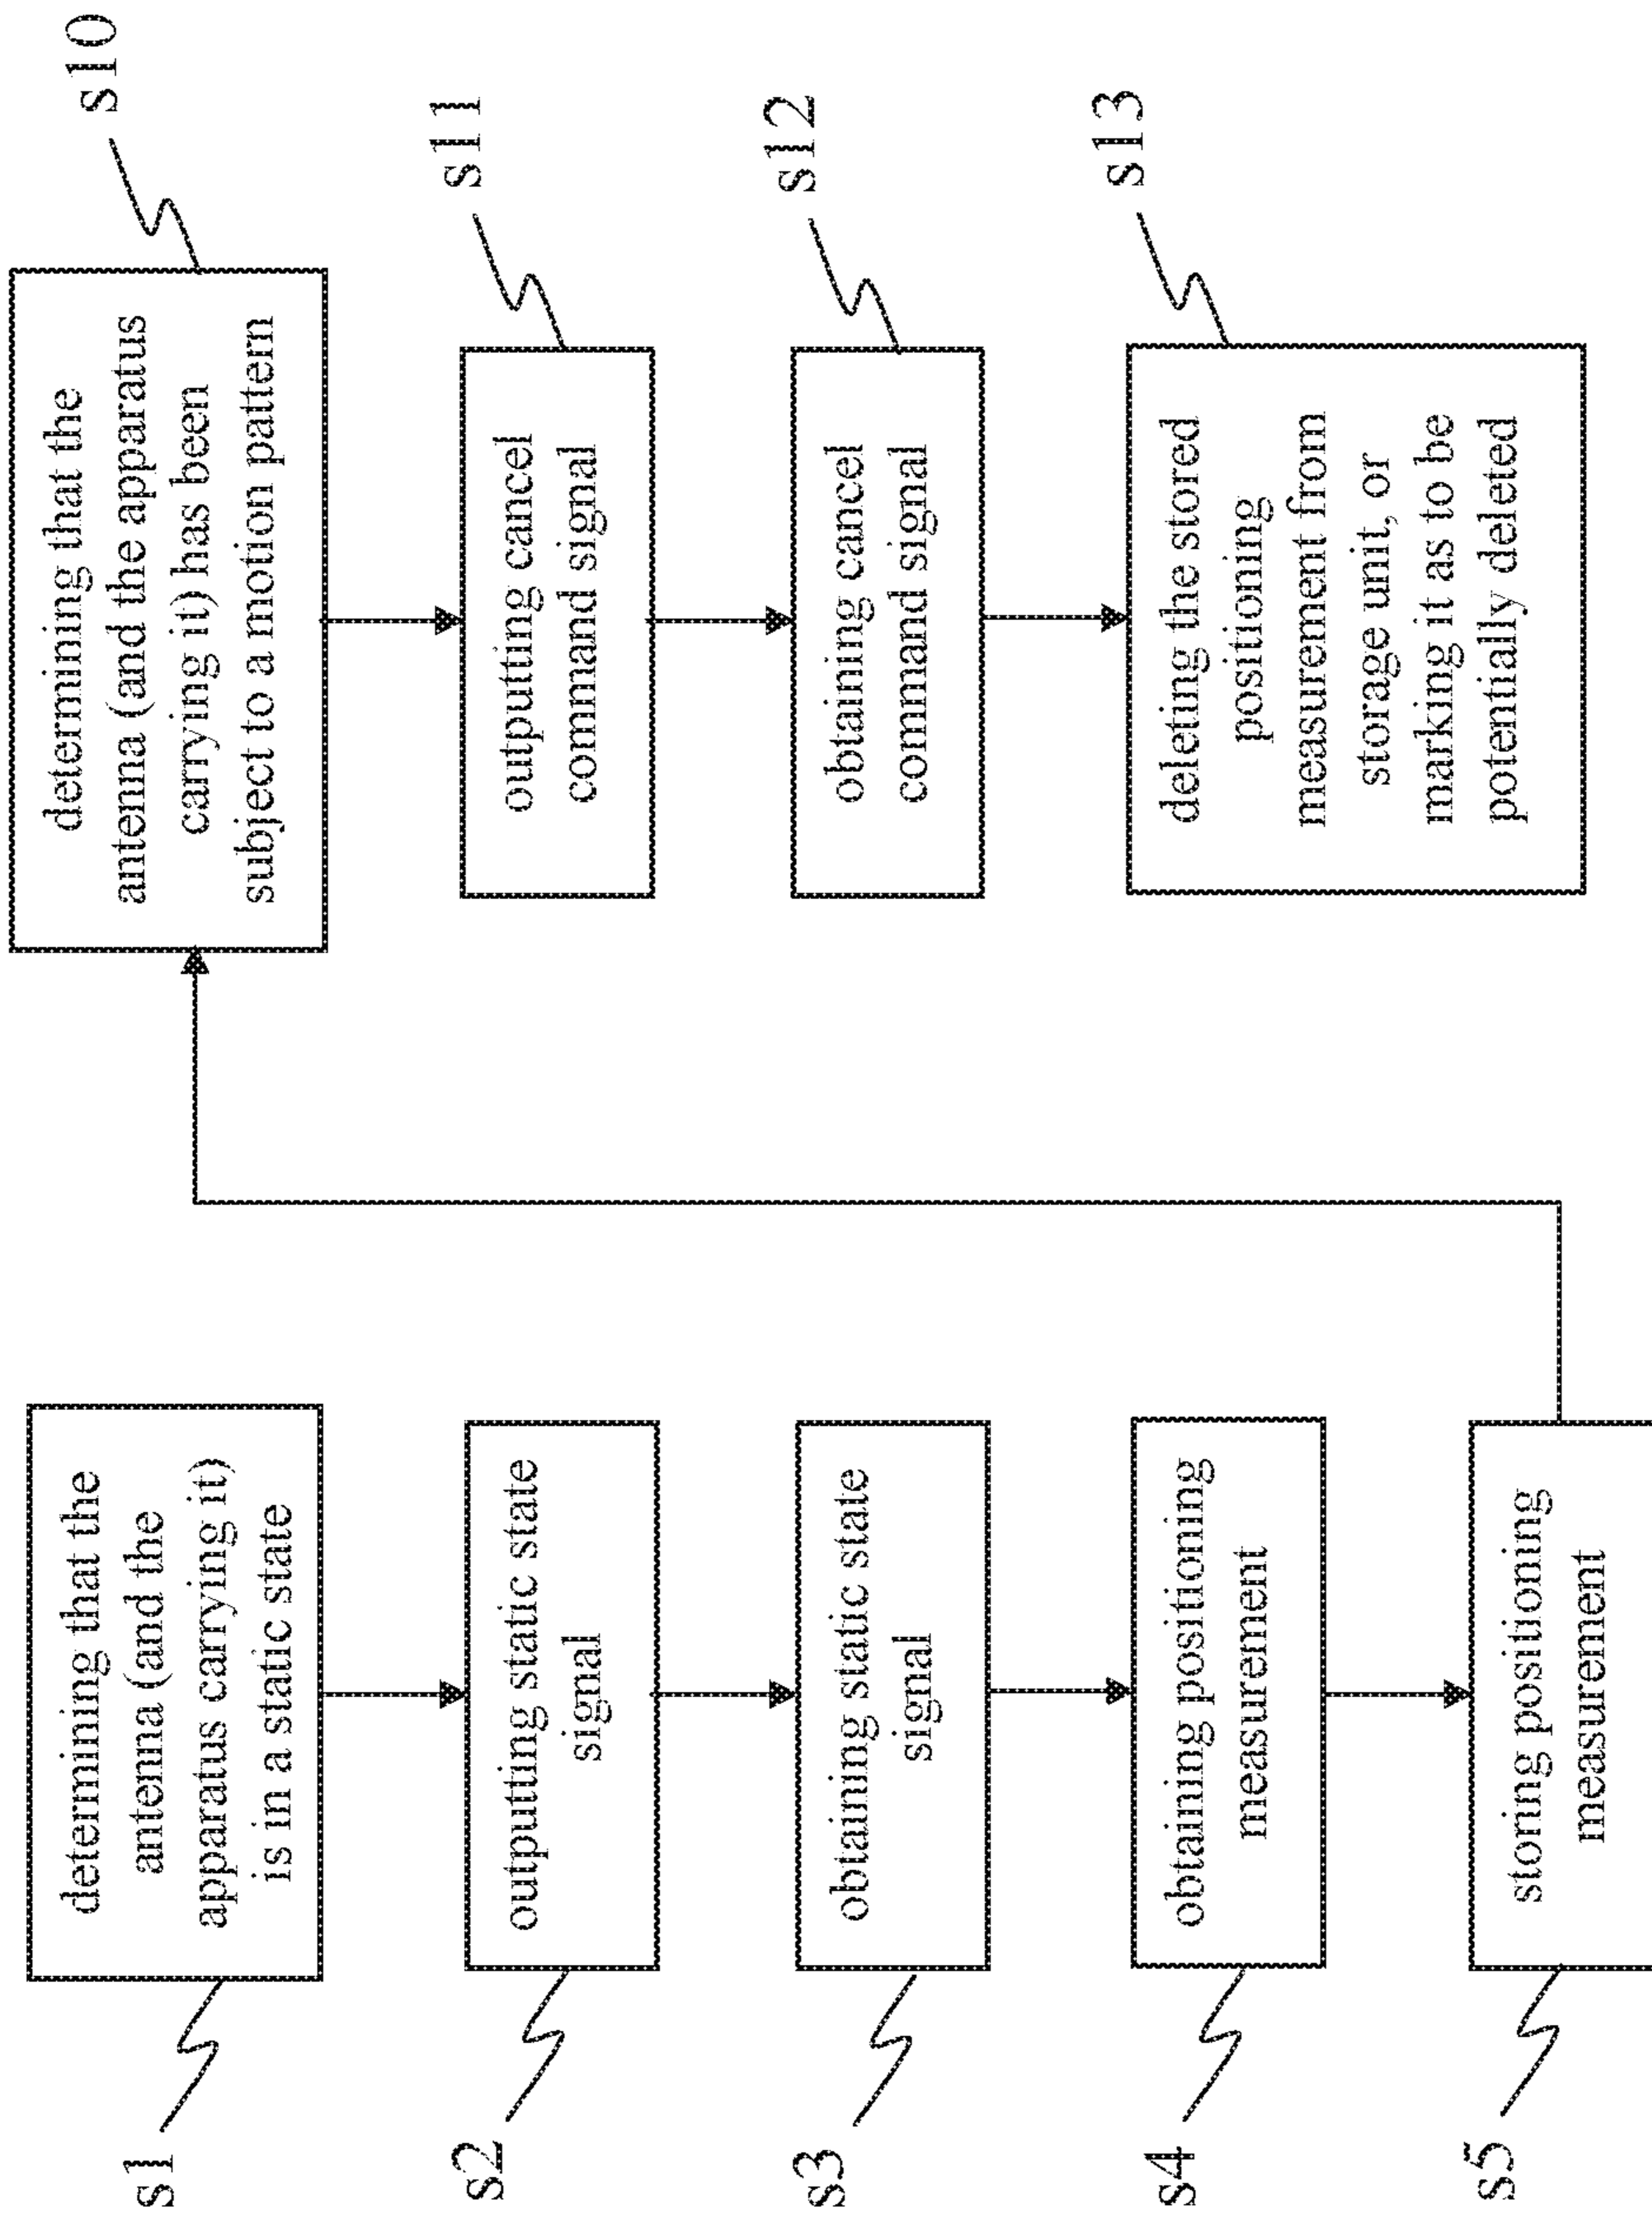 s1
determining that the
antenna (and the
apparatus carrying it)
is in a static state
s2
outputing static state
signal
s3
obtaining static state
signal
s4
obtaining positioning
measurement
s5
storing positioning
measurement
determining that the
antenna (and the apparatus
carrying it) has been
subject to a motion pattern
s10
outputing cancel
command signal
s11
obtaining cancel
command signal
s12
deleting the stored
positioning
measurement from
storage unit, or
marking it as to be
potentially deleted
s13